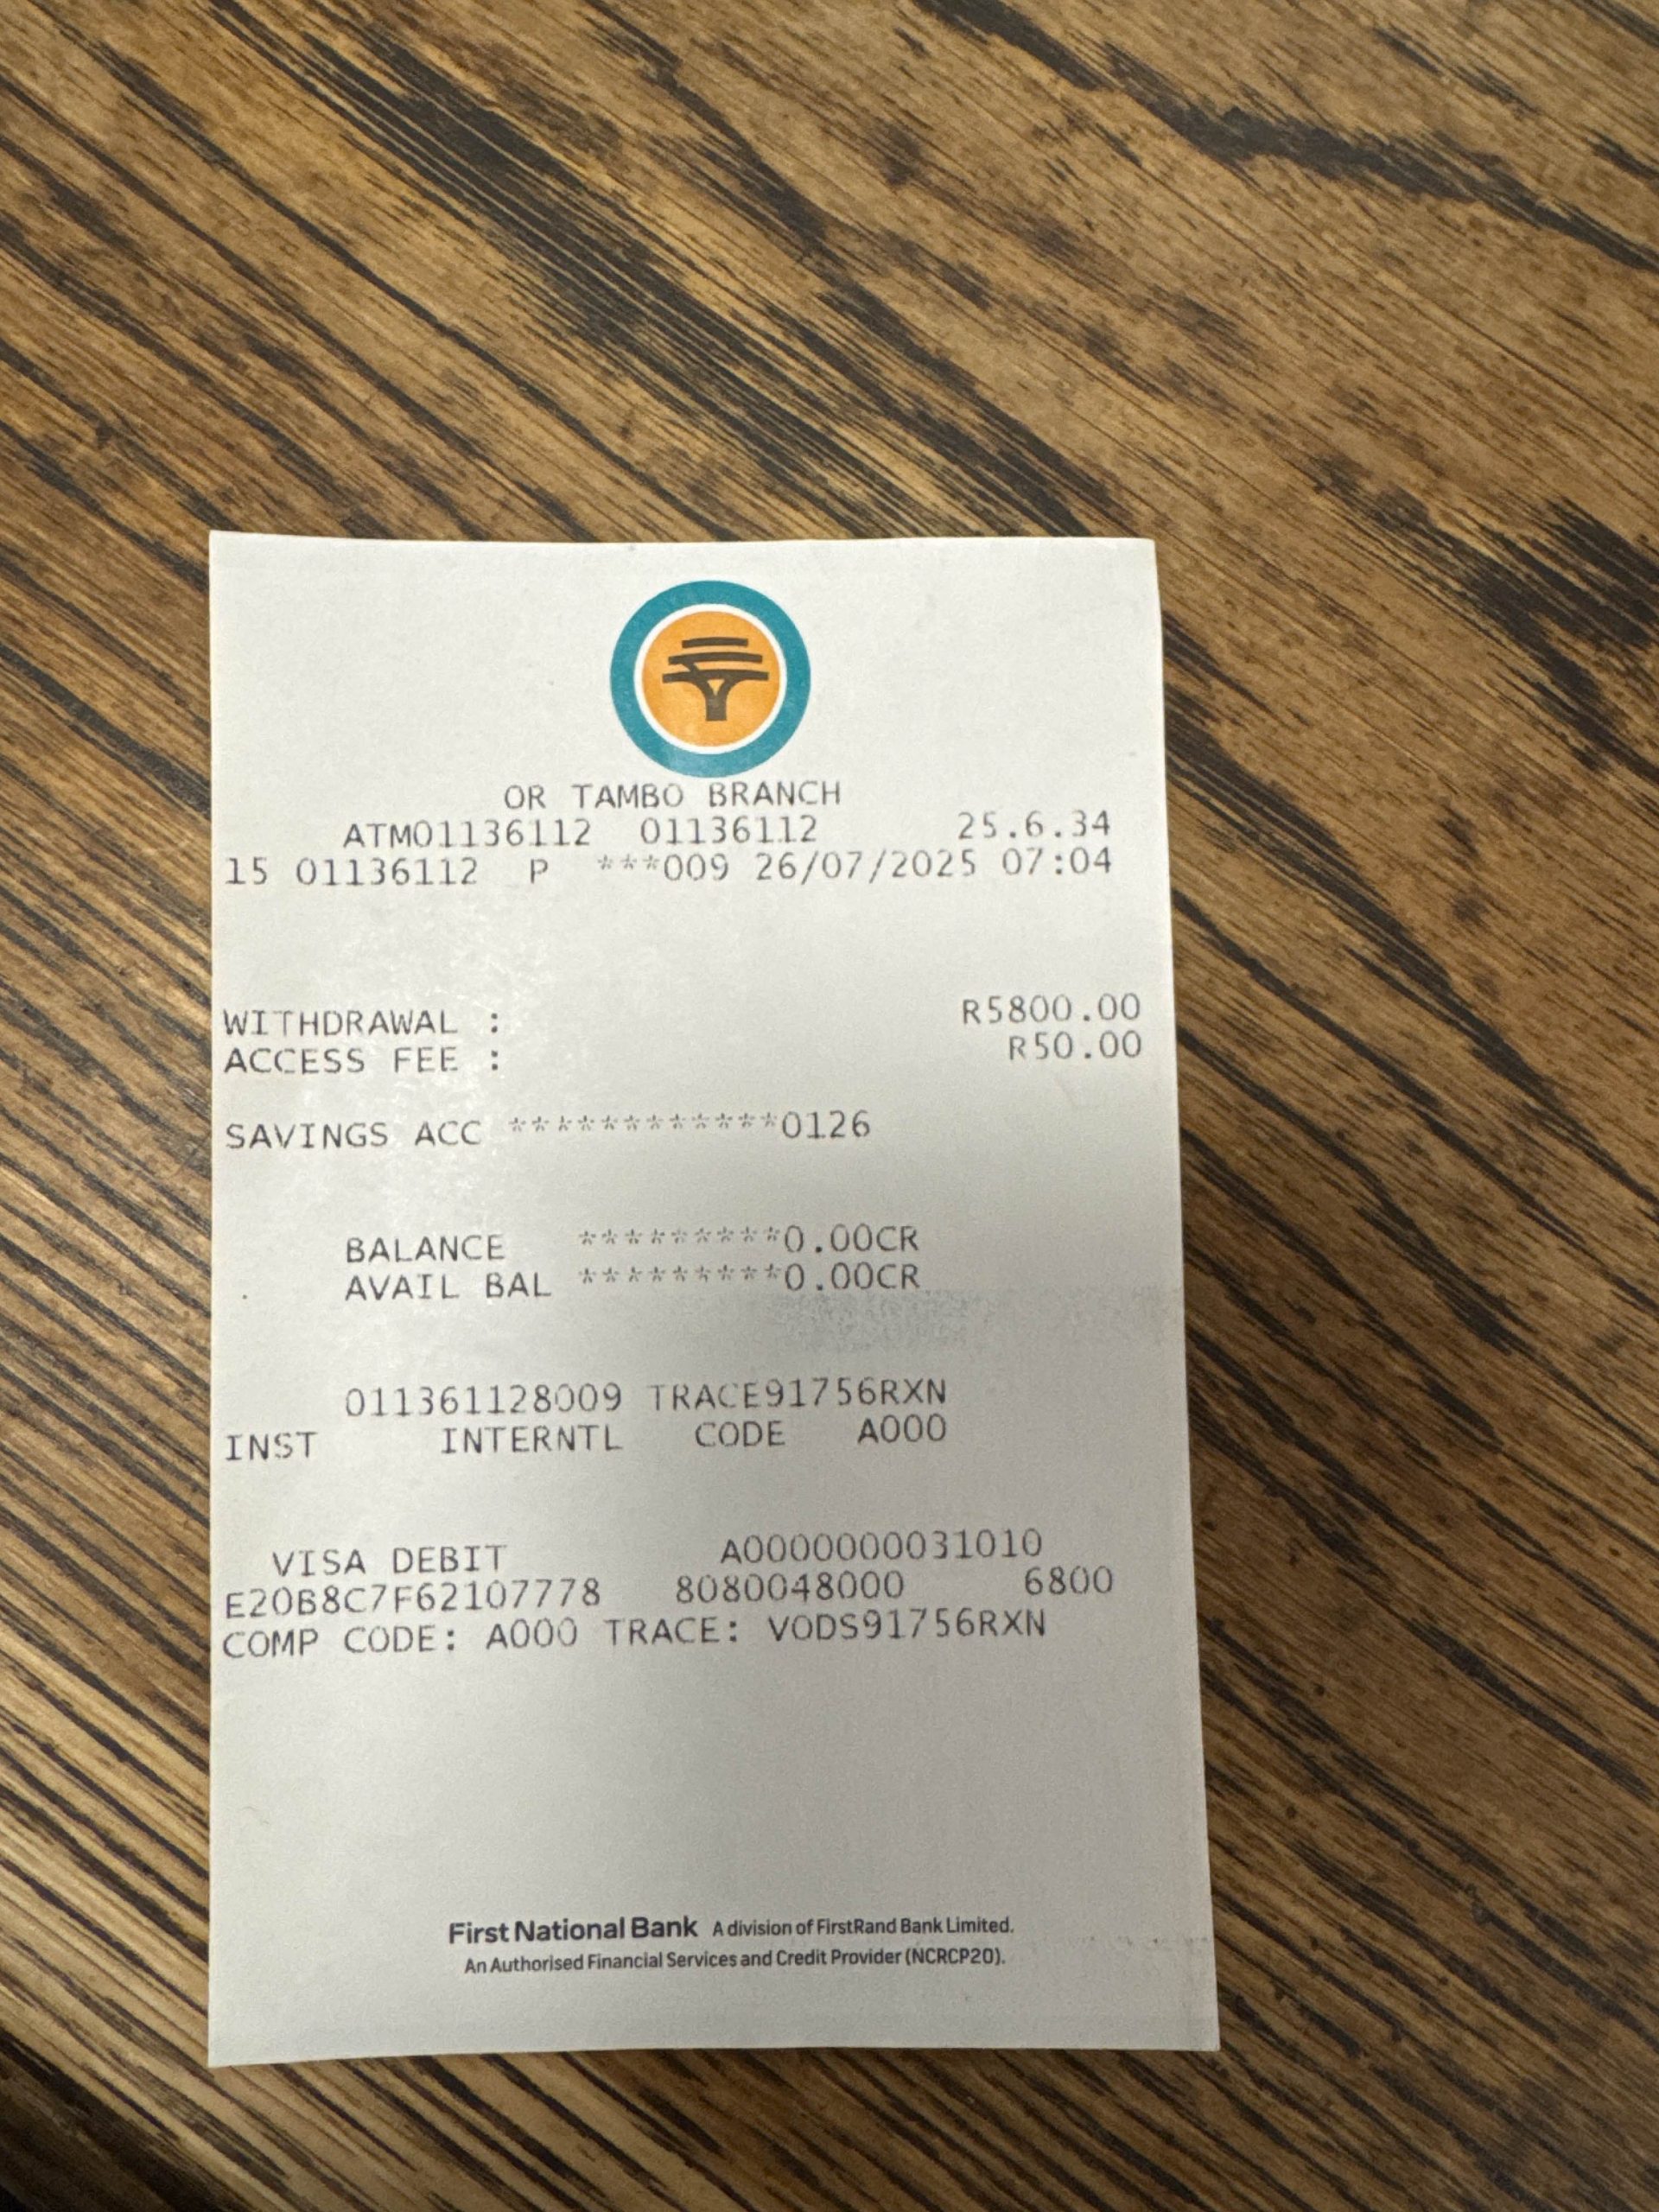 OR TAMBO BRANCH
ATM01136112 01136112 25.6.34
15 01136112 P ***009 26/07/2025 07:04
WITHDRAWAL : R5800.00
ACCESS FEE : R50.00
SAVINGS ACC ************0126
BALANCE *********0.00CR
AVAIL BAL *********0.00CR
011361128009 TRACE91756RXN
INST INTERNTL CODE A000
VISA DEBIT A0000000031010
E20B8C7F62107778 8080048000 6800
COMP CODE: A000 TRACE: VODS91756RXN
First National Bank A division of FirstRand Bank Limited.
An Authorised Financial Services and Credit Provider (NCRCP20).